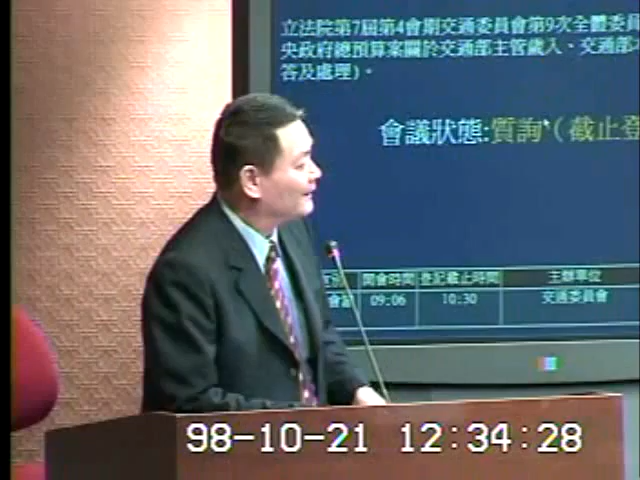 立法院第7屆第4會期交通委員會第9次全體委員
央政府總預算案關於交通部主管歲入、交通部
答及處理)。
會議狀態:質詢(截止登
開會時間 登記截止時間 主辦單位
09:06 10:30 交通委員會
98-10-21 12:34:28